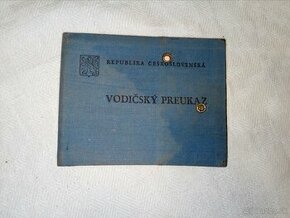 REPUBLIKA ČESKOSLOVENSKÁ
VODIČSKÝ PREUKAZ